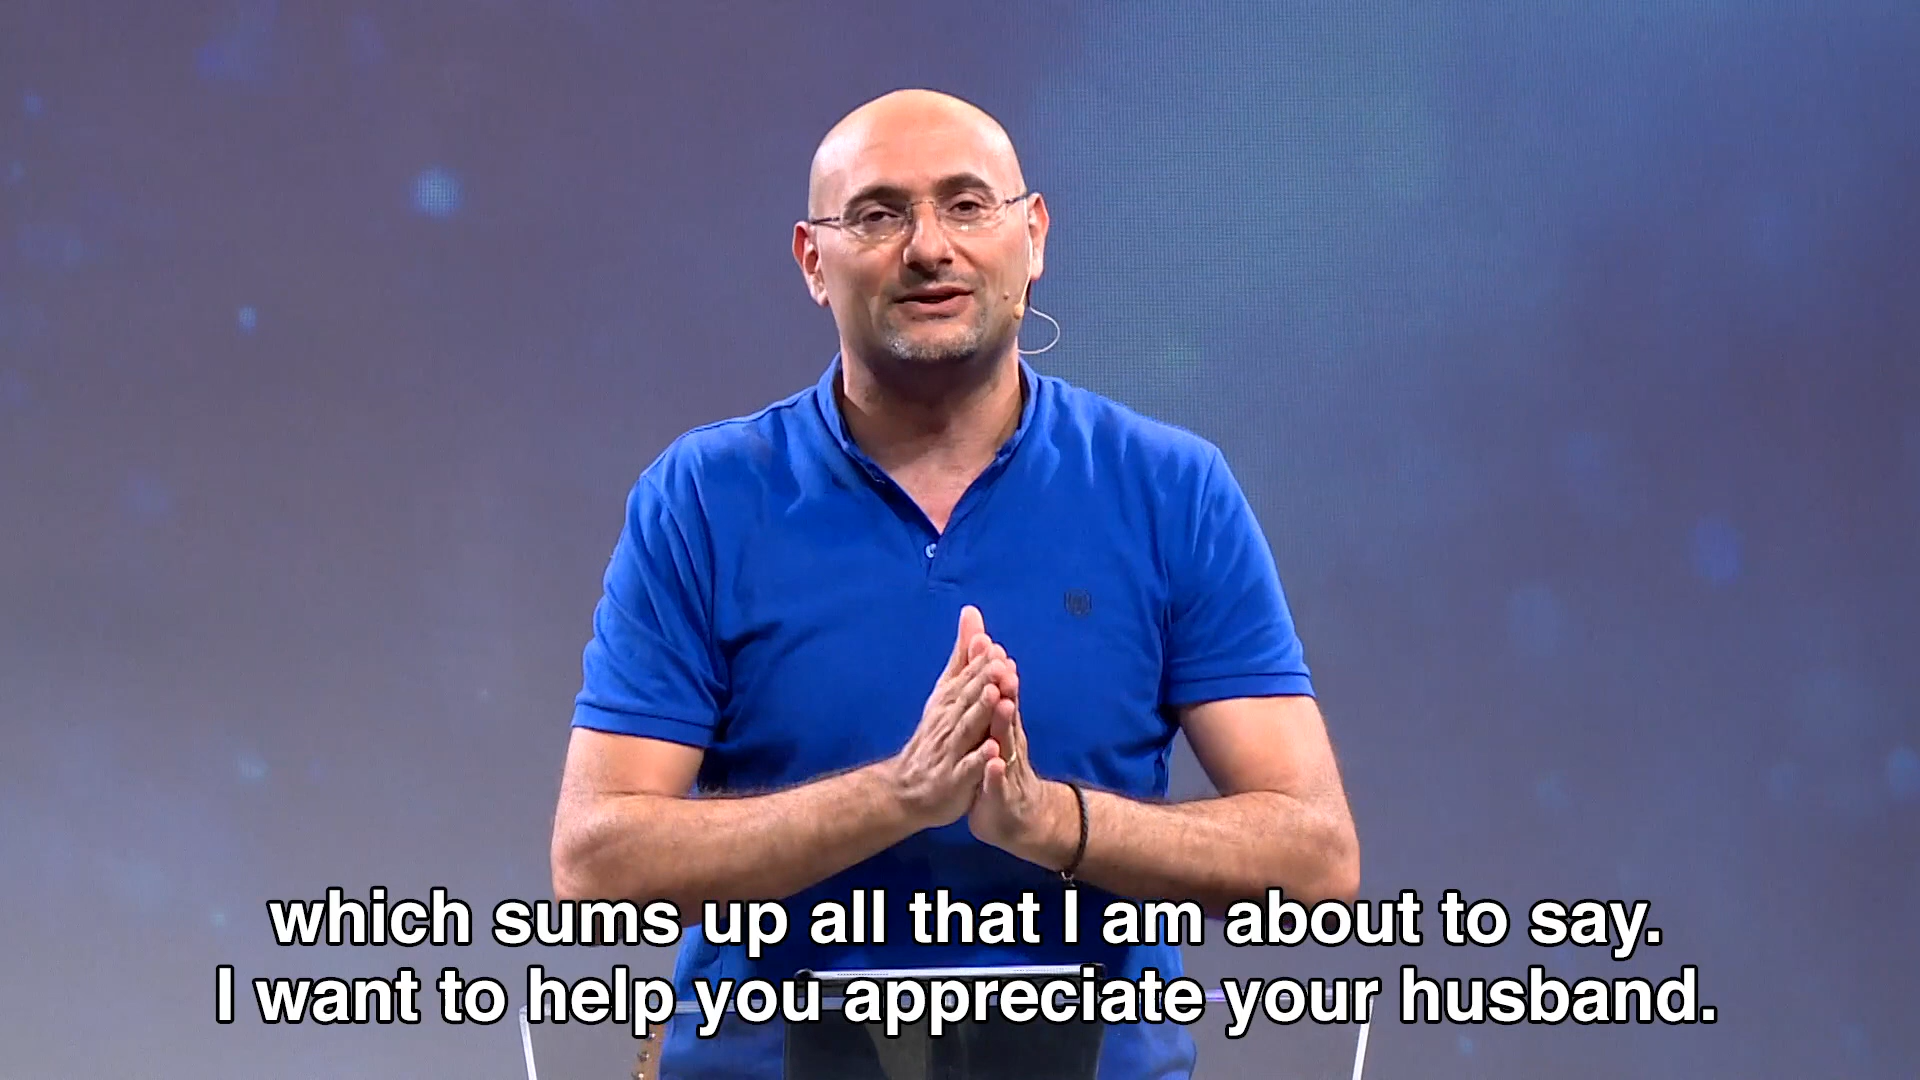 which sums up all that I am about to say.
I want to help you appreciate your husband.